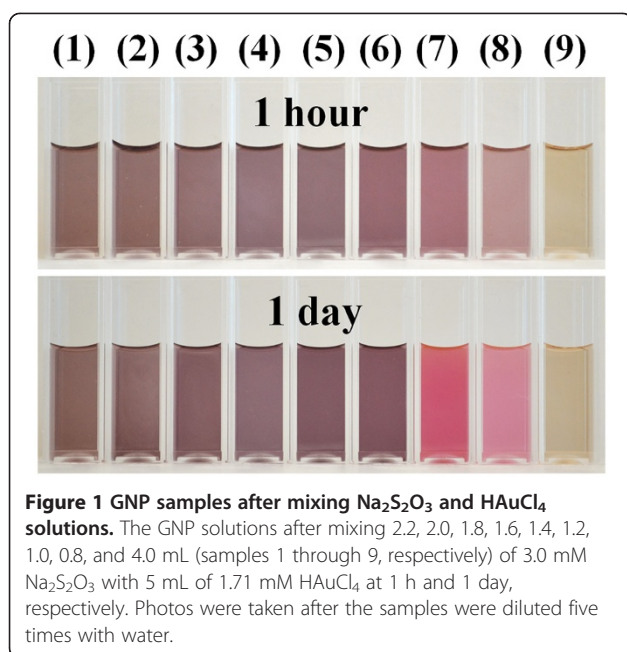 (1) (2) (3) (4) (5) (6) (7) (8) (9)
1 hour
1 day
Figure 1 GNP samples after mixing Na₂S₂O₃ and HAuCl₄
solutions. The GNP solutions after mixing 2.2, 2.0, 1.8, 1.6, 1.4, 1.2,
1.0, 0.8, and 4.0 mL (samples 1 through 9, respectively) of 3.0 mM
Na₂S₂O₃ with 5 mL of 1.71 mM HAuCl₄ at 1 h and 1 day,
respectively. Photos were taken after the samples were diluted five
times with water.